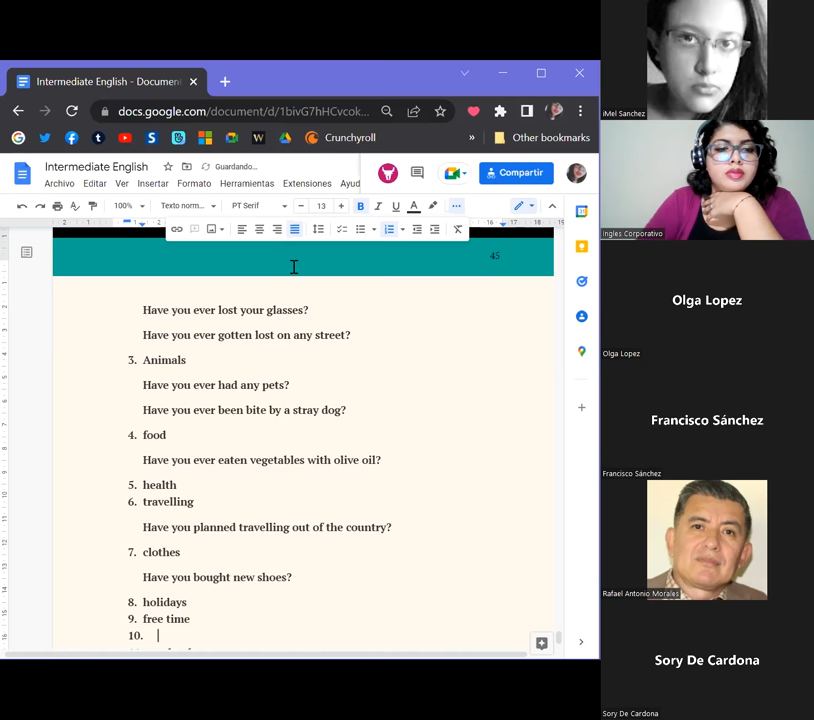 Intermediate English - Documen
docs.google.com/document/d/1bivG7hHCvcok...
Crunchyroll
»
Other bookmarks
Intermediate English
Guardando...
Archivo Editar Ver Insertar Formato Herramientas Extensiones Ayud
Compartir
100% Texto norm... PT Serif 13
45
Have you ever lost your glasses?
Have you ever gotten lost on any street?
3. Animals
Have you ever had any pets?
Have you ever been bite by a stray dog?
4. food
Have you ever eaten vegetables with olive oil?
5. health
6. travelling
Have you planned travelling out of the country?
7. clothes
Have you bought new shoes?
8. holidays
9. free time
10.
iMel Sanchez
Ingles Corporativo
Olga Lopez
Olga Lopez
Francisco Sánchez
Francisco Sánchez
Rafael Antonio Morales
Sory De Cardona
Sory De Cardona